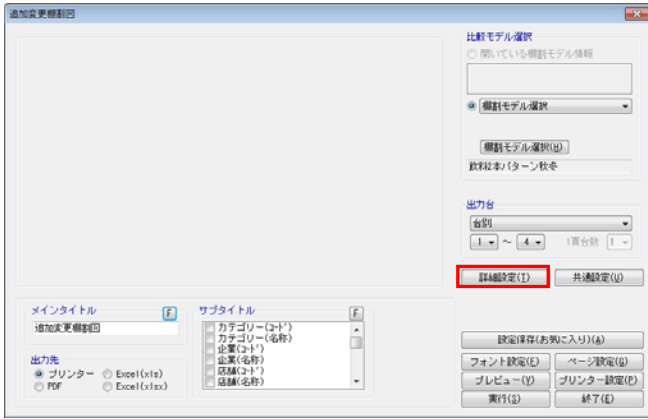 追加変更棚割図
比較モデル選択
開いている棚割モデル情報
棚割モデル選択
棚割モデル選択(H)
飲料2本パターン秋冬
出力台
台別
1 ～ 4 1頁台数 1
詳細設定(I) 共通設定(U)
メインタイトル F サブタイトル F
追加変更棚割図
カテゴリー(コード)
カテゴリー(名称)
企業(コード)
企業(名称)
店舗(コード)
店舗(名称)
出力先
プリンター Excel(xls)
PDF Excel(xlsx)
設定保存(お気に入り)(A)
フォント設定(F) ページ設定(G)
プレビュー(V) プリンター設定(P)
実行(S) 終了(E)